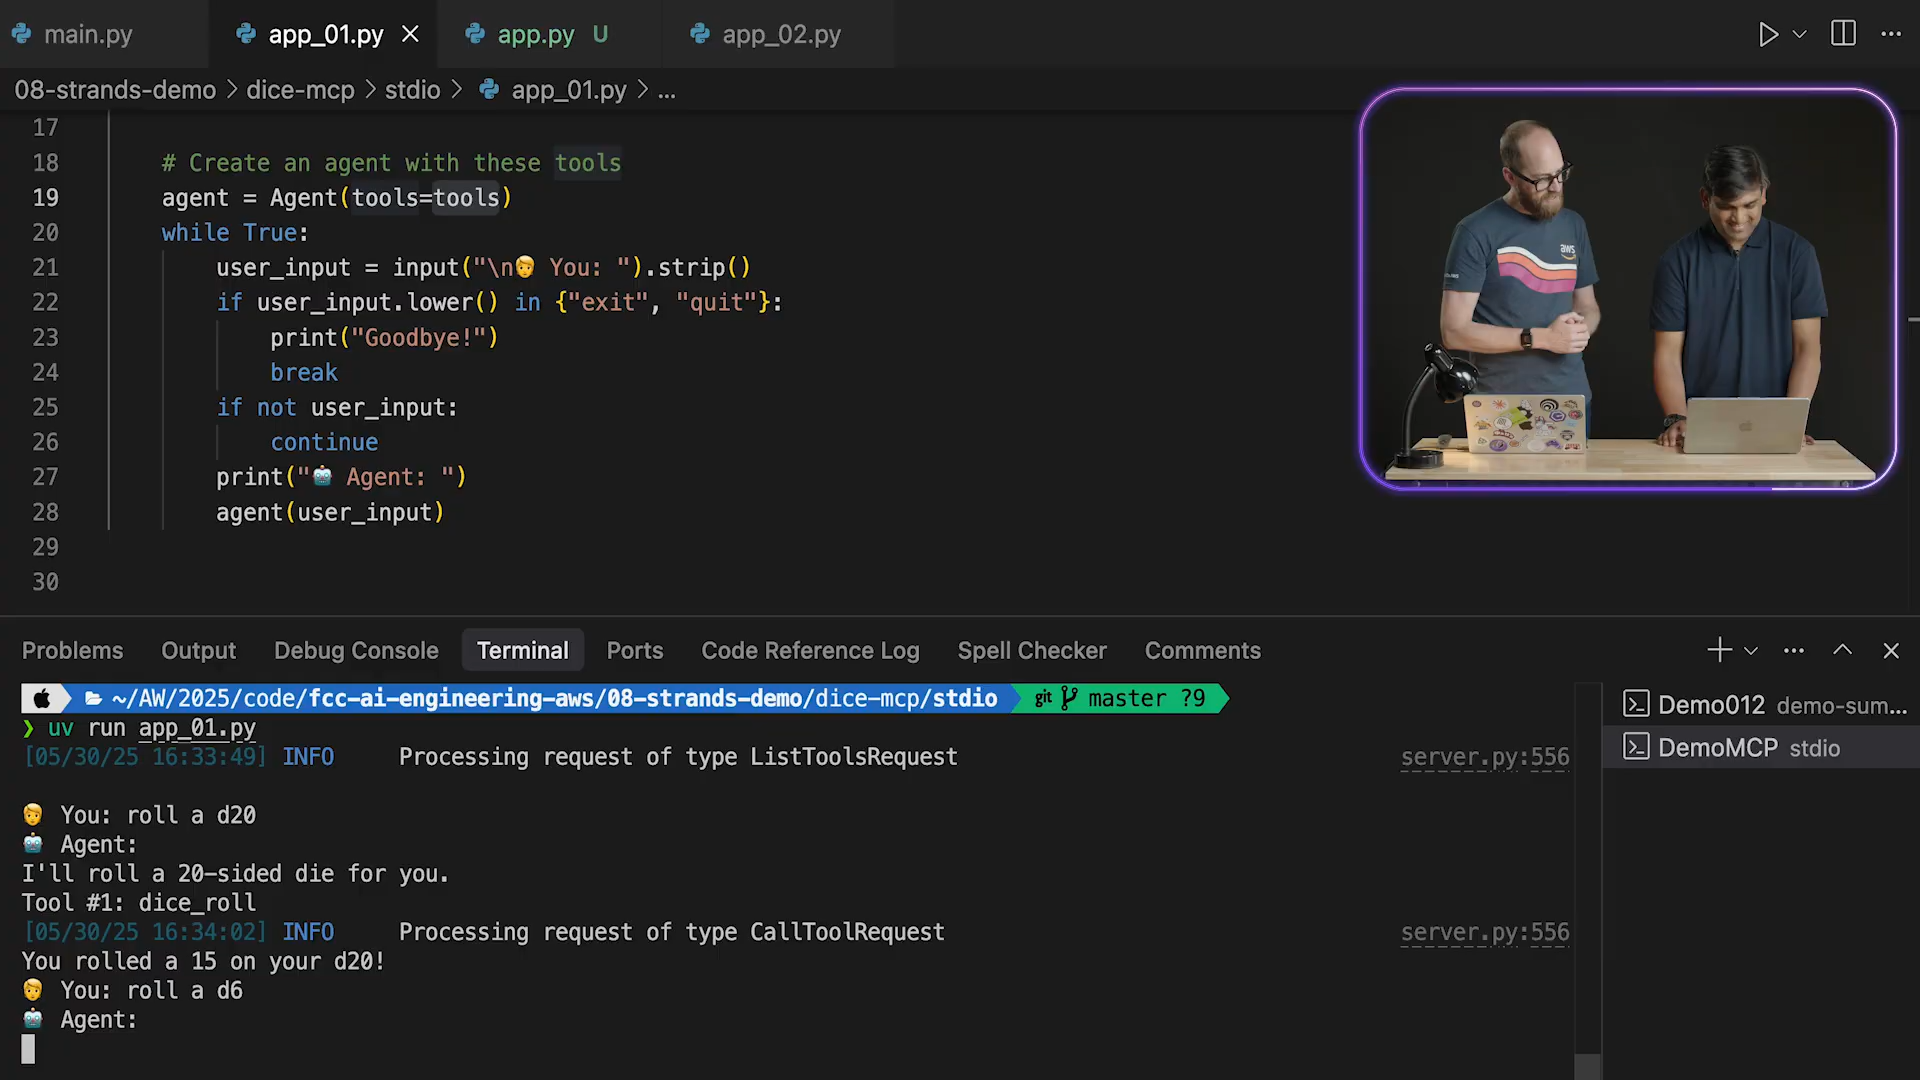 main.py
app_01.py
app.py U
app_02.py
08-strands-demo > dice-mcp > stdio > app_01.py > ...
17
18 # Create an agent with these tools
19 agent = Agent(tools=tools)
20 while True:
21 user_input = input("\n🧑 You: ").strip()
22 if user_input.lower() in {"exit", "quit"}:
23 print("Goodbye!")
24 break
25 if not user_input:
26 continue
27 print("🤖 Agent: ")
28 agent(user_input)
29
30
aws
Problems Output Debug Console Terminal Ports Code Reference Log Spell Checker Comments
~/AW/2025/code/fcc-ai-engineering-aws/08-strands-demo/dice-mcp/stdio git master ?9
❯ uv run app_01.py
[05/30/25 16:33:49] INFO Processing request of type ListToolsRequest server.py:556
🧑 You: roll a d20
🤖 Agent:
I'll roll a 20-sided die for you.
Tool #1: dice_roll
[05/30/25 16:34:02] INFO Processing request of type CallToolRequest server.py:556
You rolled a 15 on your d20!
🧑 You: roll a d6
🤖 Agent:
Demo012 demo-sum...
DemoMCP stdio